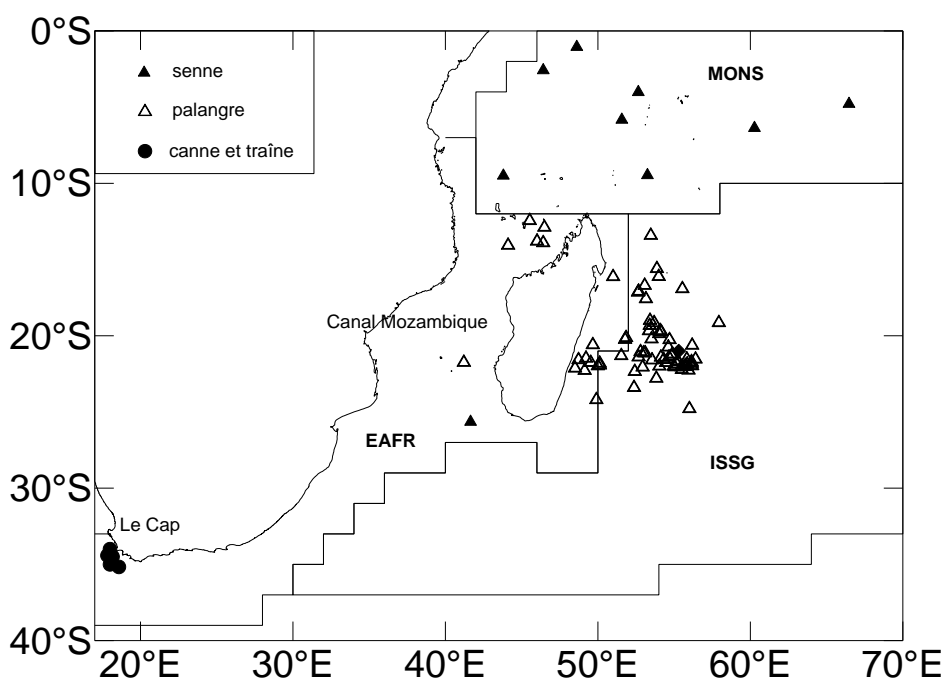 0°S
senne
MONS
palangre
canne et traîne
10°S
20°S
Canal Mozambique
EAFR
ISSG
30°S
Le Cap
40°S
20°E 30°E 40°E 50°E 60°E 70°E